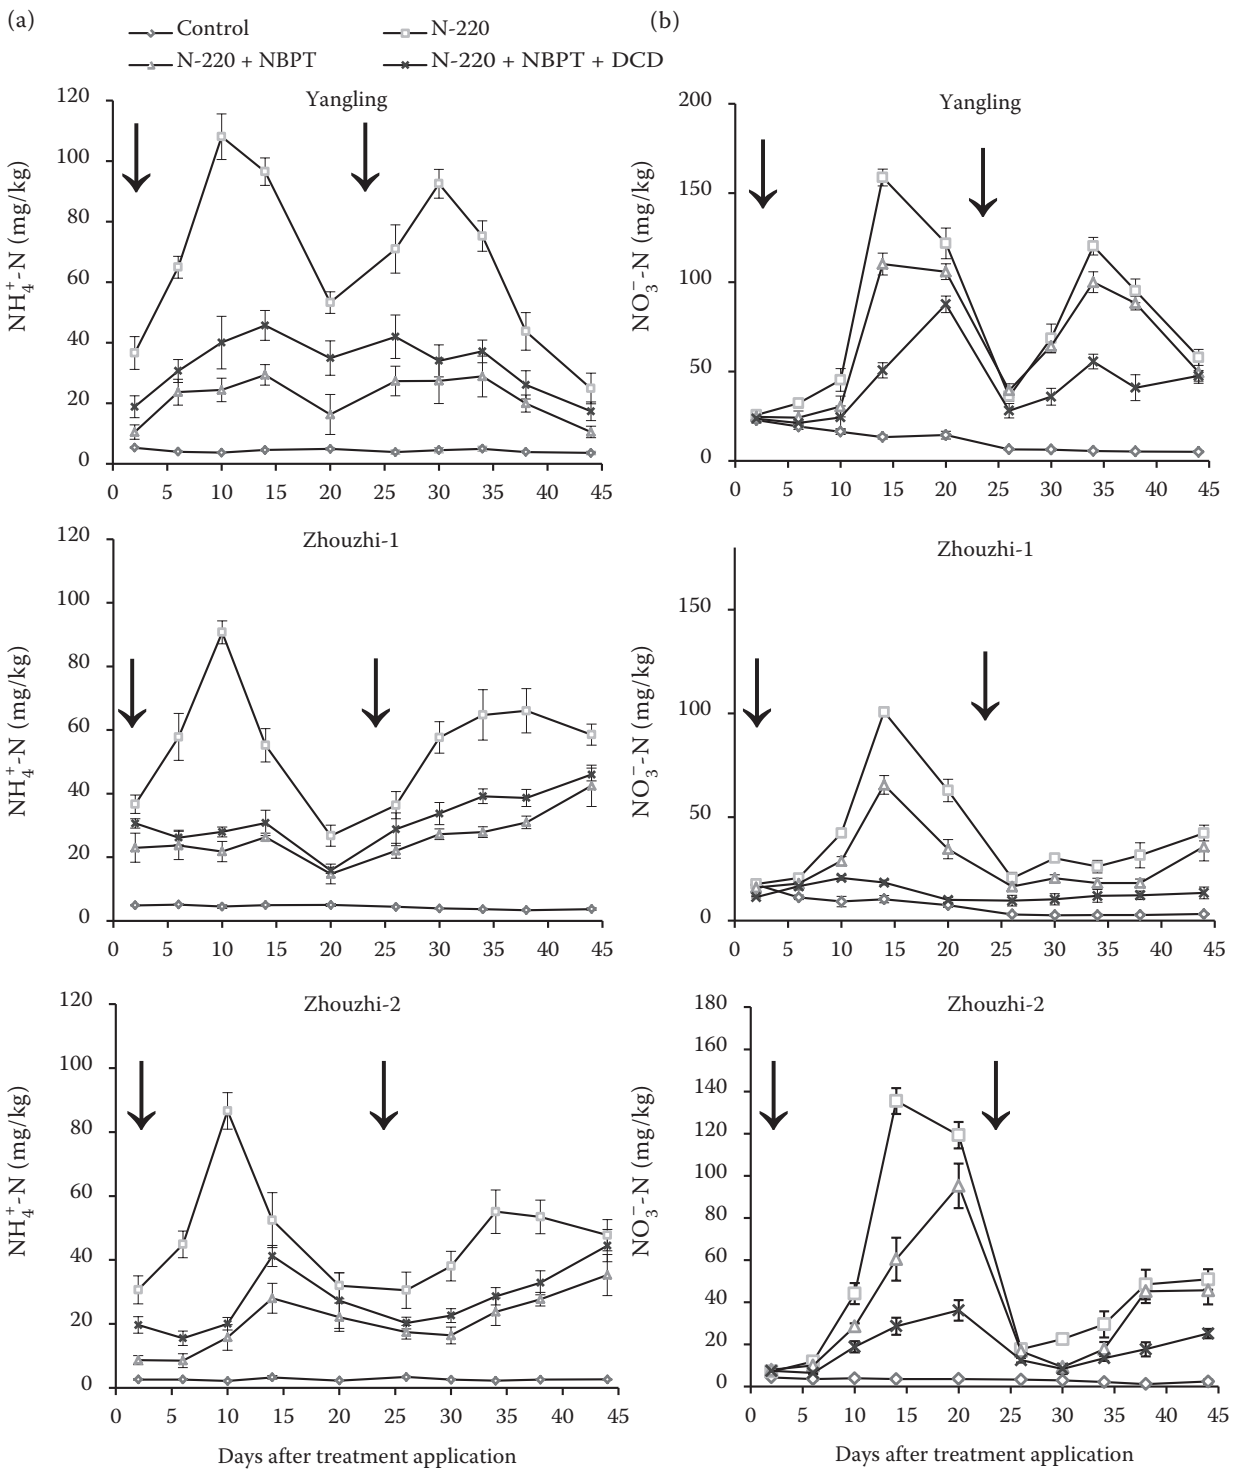 (a)
Control
N-220
N-220 + NBPT
N-220 + NBPT + DCD
Yangling
120
100
80
60
40
20
0
NH₄⁺-N (mg/kg)
0 5 10 15 20 25 30 35 40 45
Zhouzhi-1
120
100
80
60
40
20
0
NH₄⁺-N (mg/kg)
0 5 10 15 20 25 30 35 40 45
Zhouzhi-2
120
100
80
60
40
20
0
NH₄⁺-N (mg/kg)
0 5 10 15 20 25 30 35 40 45
Days after treatment application
(b)
Yangling
200
150
100
50
0
NO₃⁻-N (mg/kg)
0 5 10 15 20 25 30 35 40 45
Zhouzhi-1
150
100
50
0
NO₃⁻-N (mg/kg)
0 5 10 15 20 25 30 35 40 45
Zhouzhi-2
180
160
140
120
100
80
60
40
20
0
NO₃⁻-N (mg/kg)
0 5 10 15 20 25 30 35 40 45
Days after treatment application